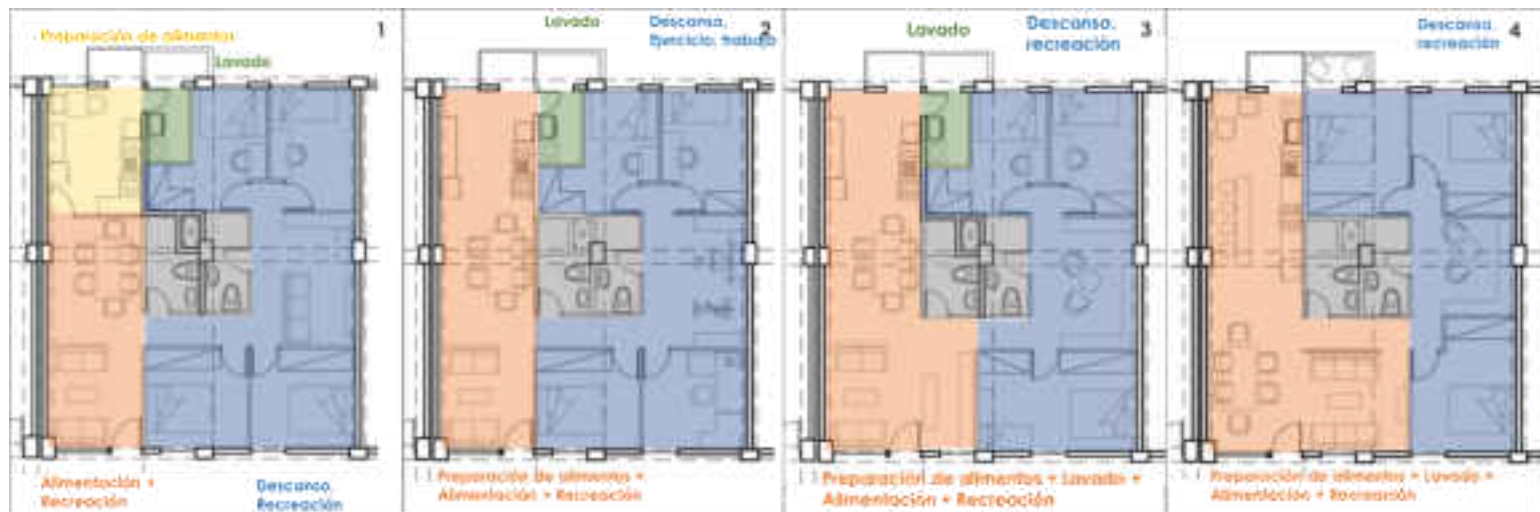 1
Preparación de alimentos
Lavado
Alimentación +
Recreación
Descanso,
Recreación
2
Lavado
Descanso,
Ejercicio, trabajo
Preparación de alimentos +
Alimentación + Recreación
3
Lavado
Descanso,
recreación
Preparación de alimentos + Lavado +
Alimentación + Recreación
4
Descanso,
recreación
Preparación de alimentos + Lavado +
Alimentación + Recreación